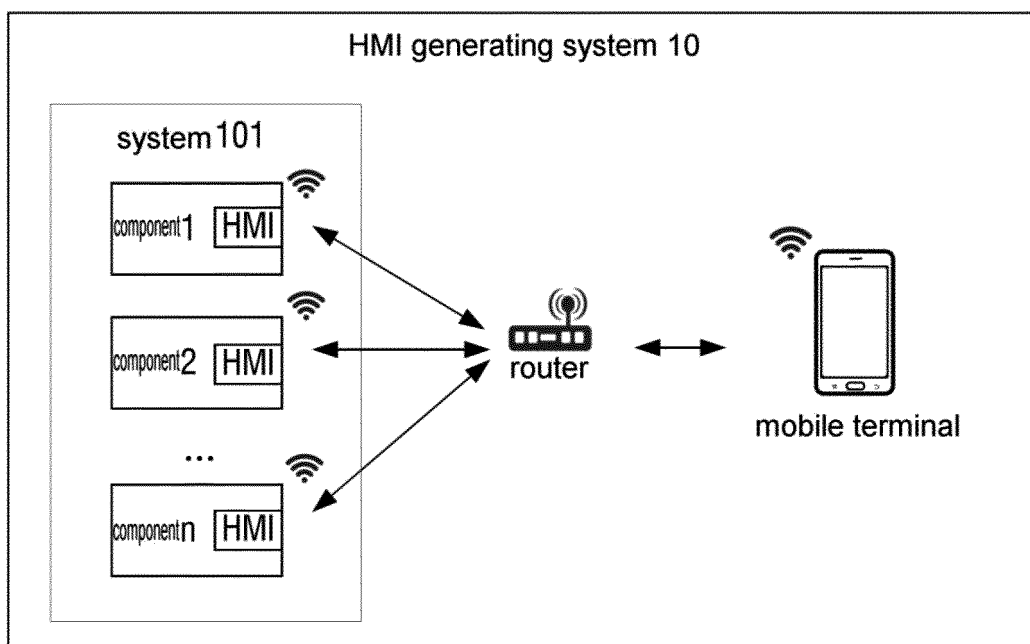 HMI generating system 10
system 101
component1 HMI
component2 HMI
...
componentn HMI
router
mobile terminal